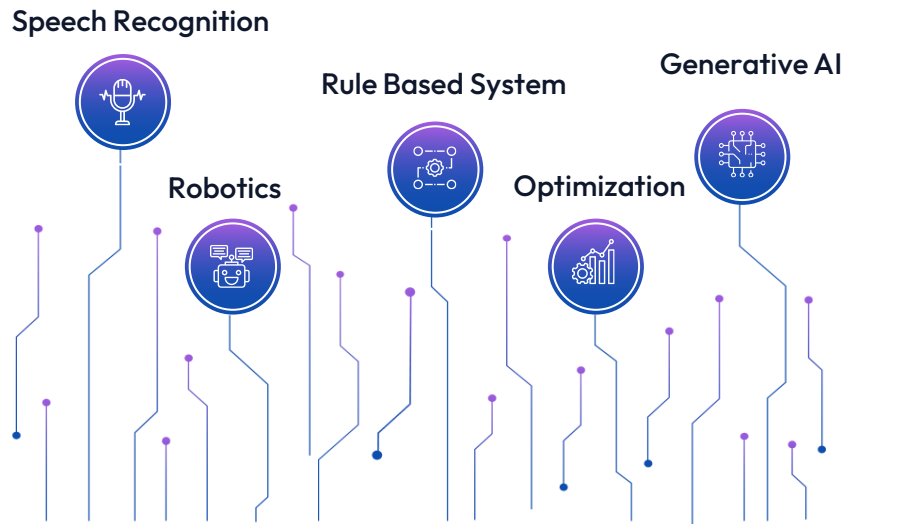 Speech Recognition
Rule Based System
Generative AI
Robotics
Optimization